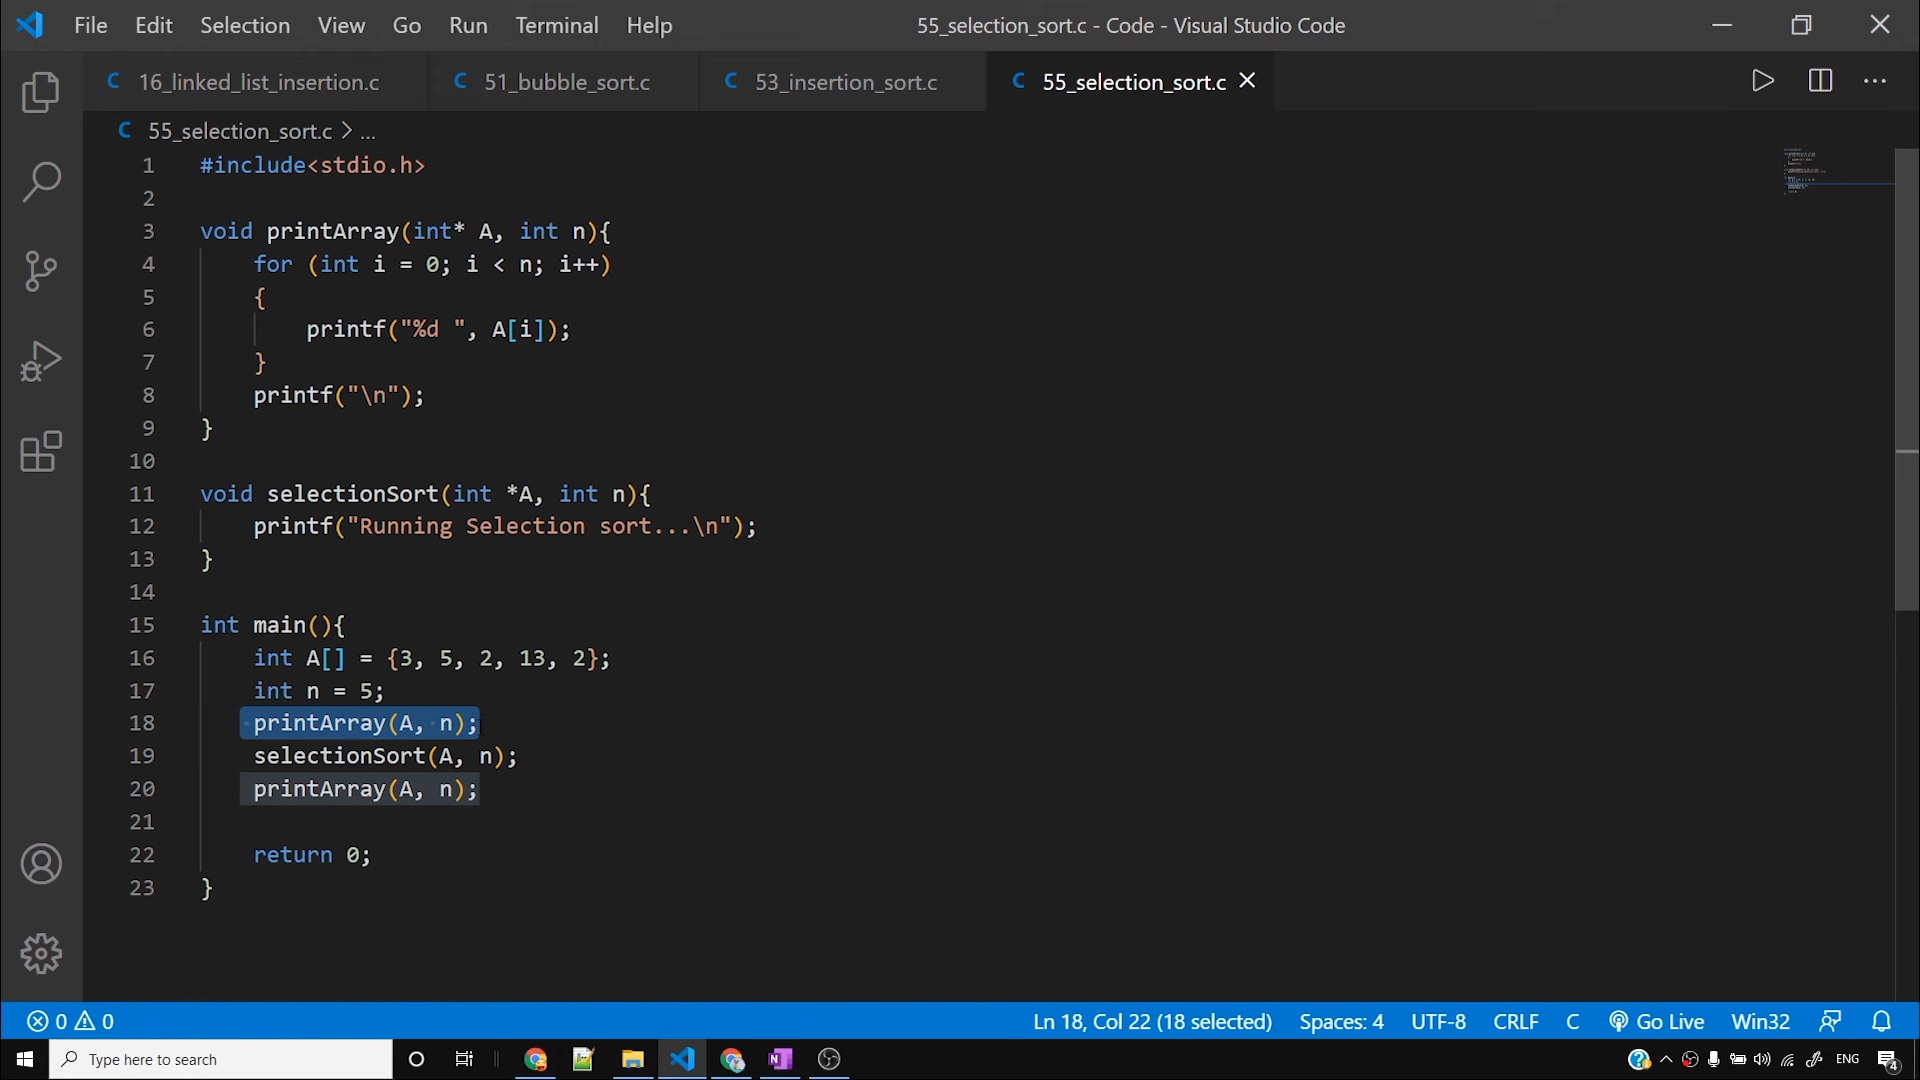 File Edit Selection View Go Run Terminal Help 55_selection_sort.c - Code - Visual Studio Code
C 16_linked_list_insertion.c C 51_bubble_sort.c C 53_insertion_sort.c C 55_selection_sort.c
C 55_selection_sort.c > ...
1 #include<stdio.h>
2
3 void printArray(int* A, int n){
4     for (int i = 0; i < n; i++)
5     {
6         printf("%d ", A[i]);
7     }
8     printf("\n");
9 }
10
11 void selectionSort(int *A, int n){
12     printf("Running Selection sort...\n");
13 }
14
15 int main(){
16     int A[] = {3, 5, 2, 13, 2};
17     int n = 5;
18     printArray(A, n);
19     selectionSort(A, n);
20     printArray(A, n);
21
22     return 0;
23 }
0 0 Ln 18, Col 22 (18 selected) Spaces: 4 UTF-8 CRLF C Go Live Win32
Type here to search ENG 4